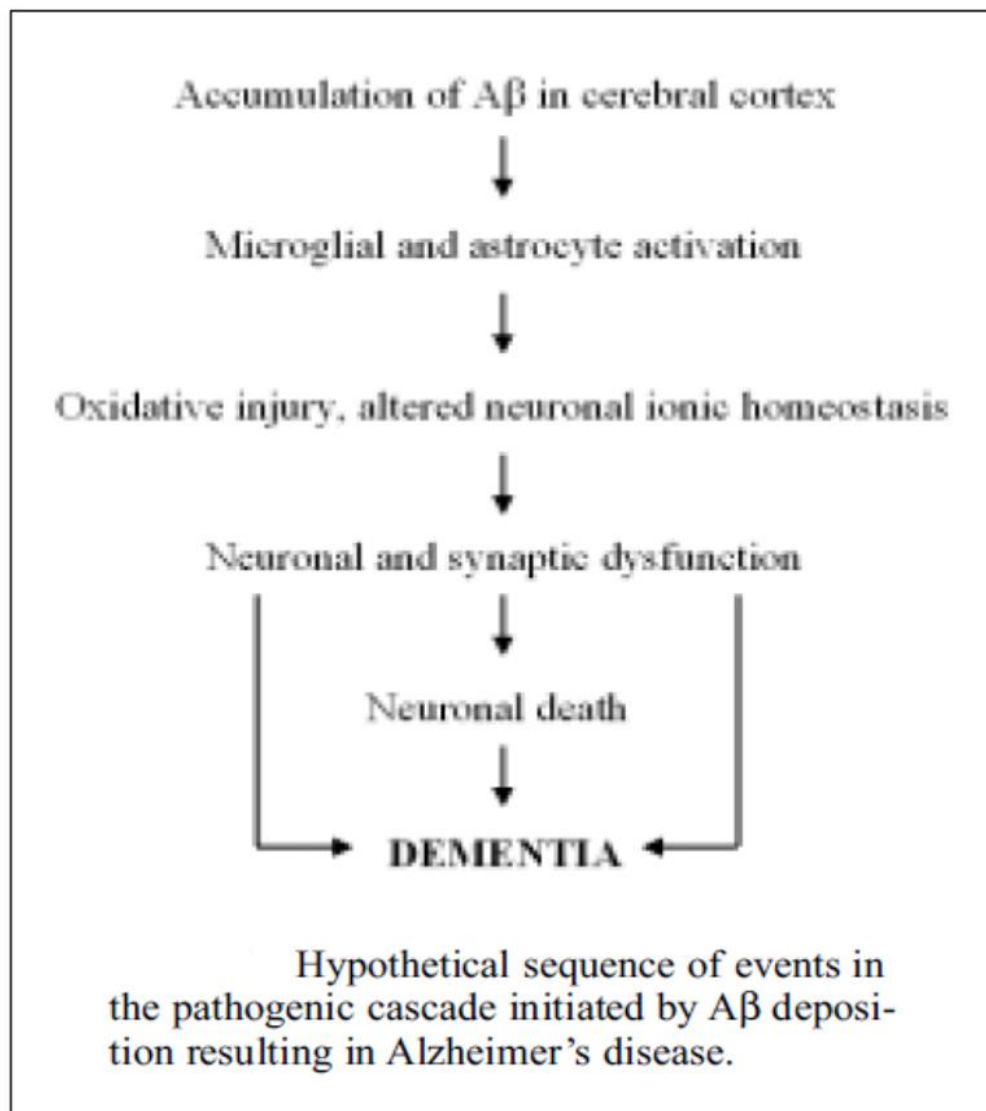 Accumulation of Aβ in cerebral cortex
Microglial and astrocyte activation
Oxidative injury, altered neuronal ionic homeostasis
Neuronal and synaptic dysfunction
Neuronal death
DEMENTIA
Hypothetical sequence of events in
the pathogenic cascade initiated by Aβ deposi-
tion resulting in Alzheimer’s disease.